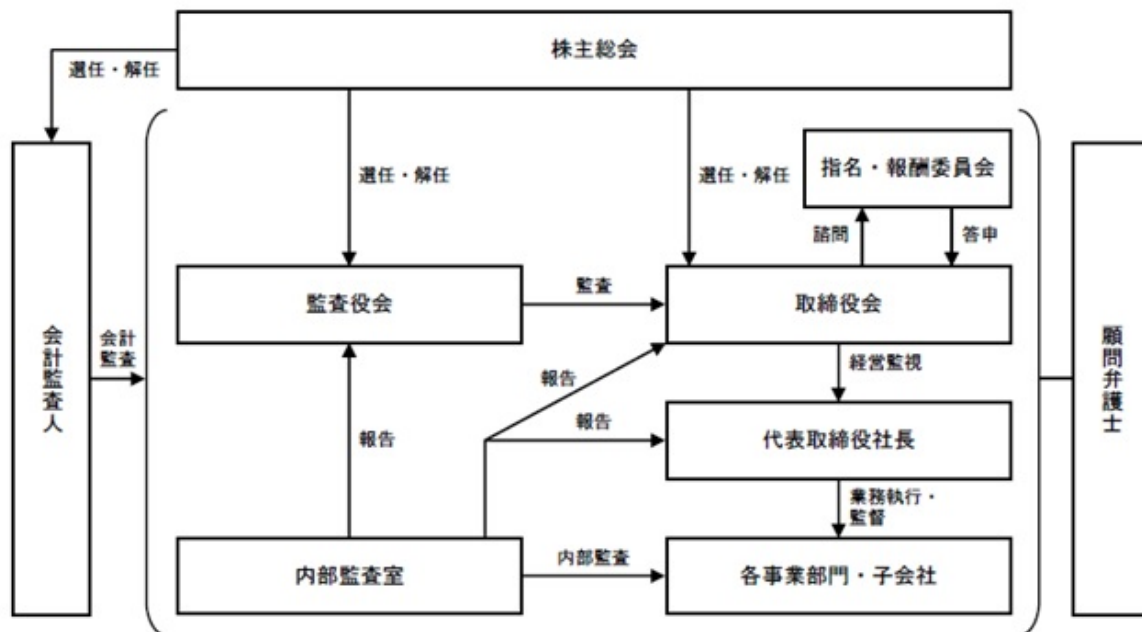 株主総会
選任・解任
選任・解任
選任・解任
指名・報酬委員会
諮問
答申
監査役会
監査
取締役会
会計監査人
会計
監査
顧問弁護士
経営監視
報告
報告
報告
代表取締役社長
業務執行・
監督
内部監査室
内部監査
各事業部門・子会社